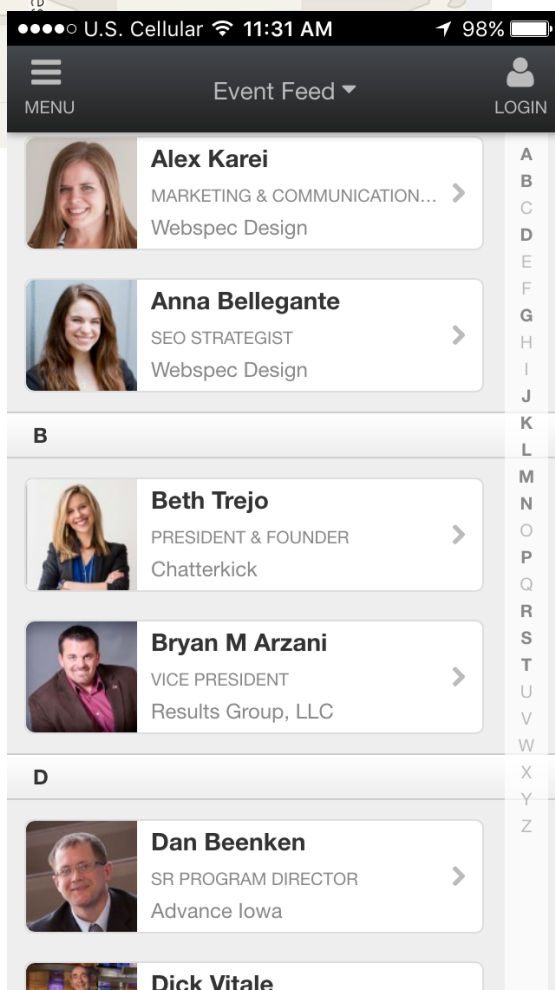 U.S. Cellular 11:31 AM 98%
MENU
Event Feed
LOGIN
Alex Karei
MARKETING & COMMUNICATION...
Webspec Design
Anna Bellegante
SEO STRATEGIST
Webspec Design
B
Beth Trejo
PRESIDENT & FOUNDER
Chatterkick
Bryan M Arzani
VICE PRESIDENT
Results Group, LLC
D
Dan Beenken
SR PROGRAM DIRECTOR
Advance Iowa
Dick Vitale
A
B
C
D
E
F
G
H
I
J
K
L
M
N
O
P
Q
R
S
T
U
V
W
X
Y
Z